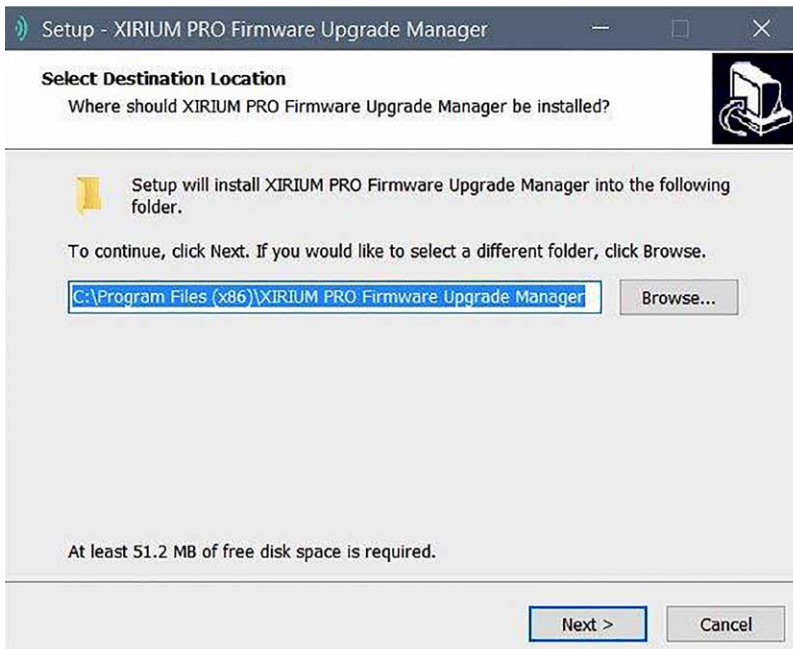 Setup - XIRIUM PRO Firmware Upgrade Manager
Select Destination Location
Where should XIRIUM PRO Firmware Upgrade Manager be installed?
Setup will install XIRIUM PRO Firmware Upgrade Manager into the following
folder.
To continue, click Next. If you would like to select a different folder, click Browse.
C:\Program Files (x86)\XIRIUM PRO Firmware Upgrade Manager
Browse...
At least 51.2 MB of free disk space is required.
Next >
Cancel